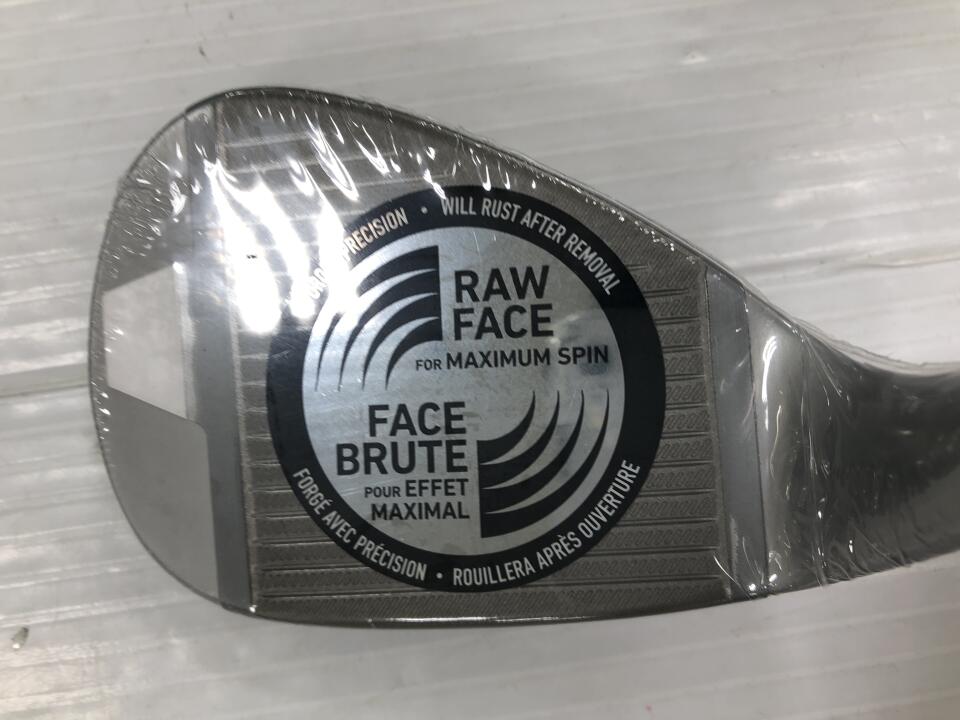 PRECISION • WILL RUST AFTER REMOVAL
RAW
FACE
FOR MAXIMUM SPIN
FACE
BRUTE
POUR EFFET
MAXIMAL
FORGÉ AVEC PRÉCISION • ROUILLERA APRÈS OUVERTURE